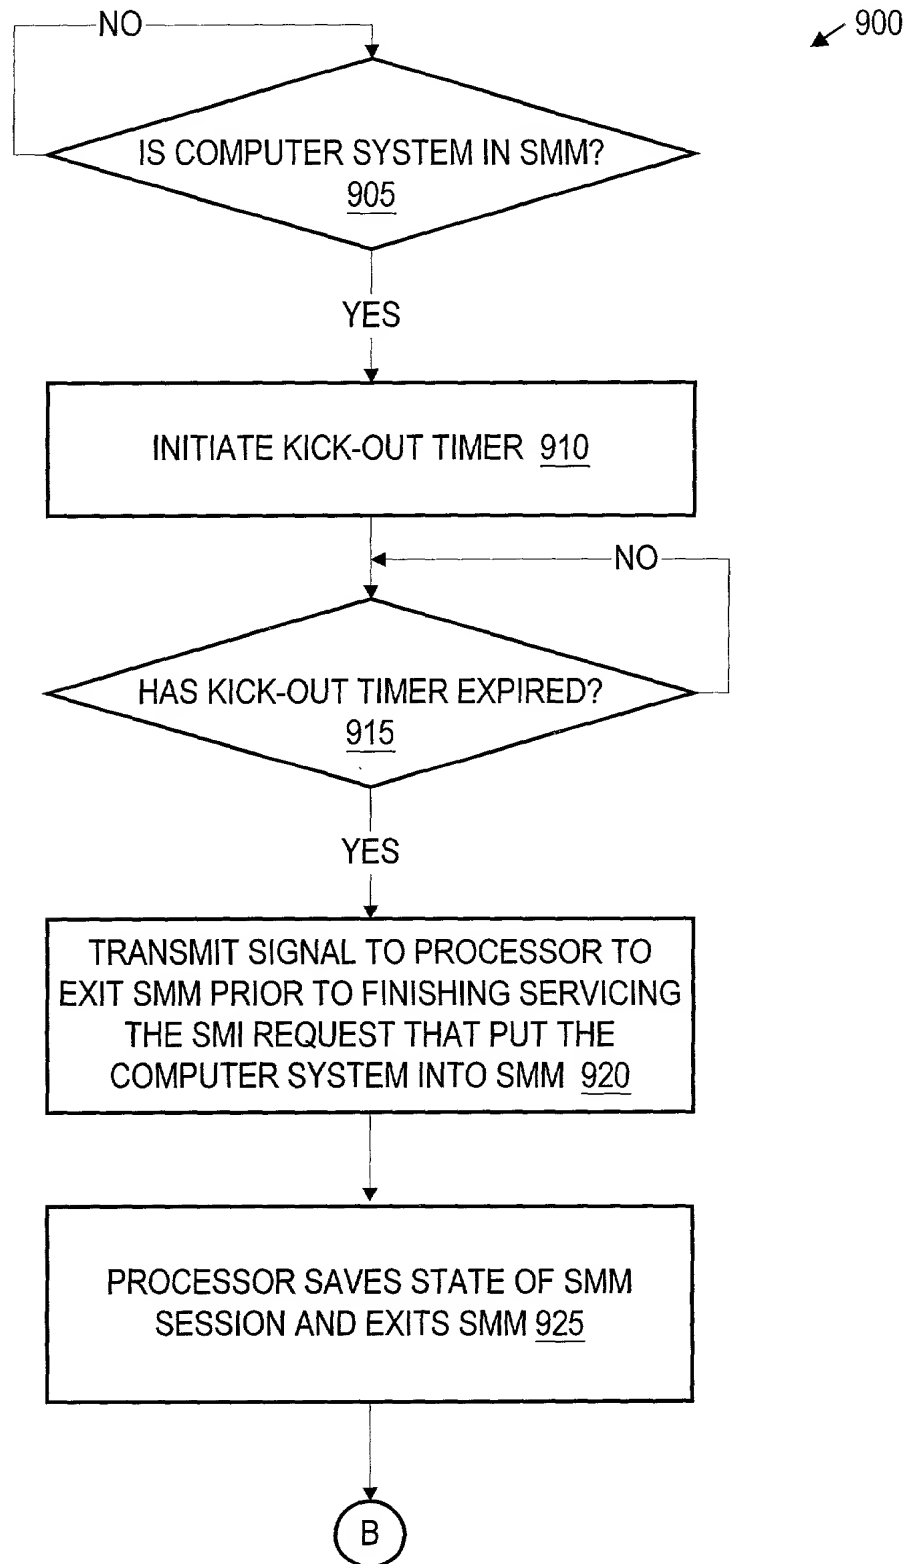 NO
900
IS COMPUTER SYSTEM IN SMM?
905
YES
INITIATE KICK-OUT TIMER 910
NO
HAS KICK-OUT TIMER EXPIRED?
915
YES
TRANSMIT SIGNAL TO PROCESSOR TO
EXIT SMM PRIOR TO FINISHING SERVICING
THE SMI REQUEST THAT PUT THE
COMPUTER SYSTEM INTO SMM 920
PROCESSOR SAVES STATE OF SMM
SESSION AND EXITS SMM 925
B